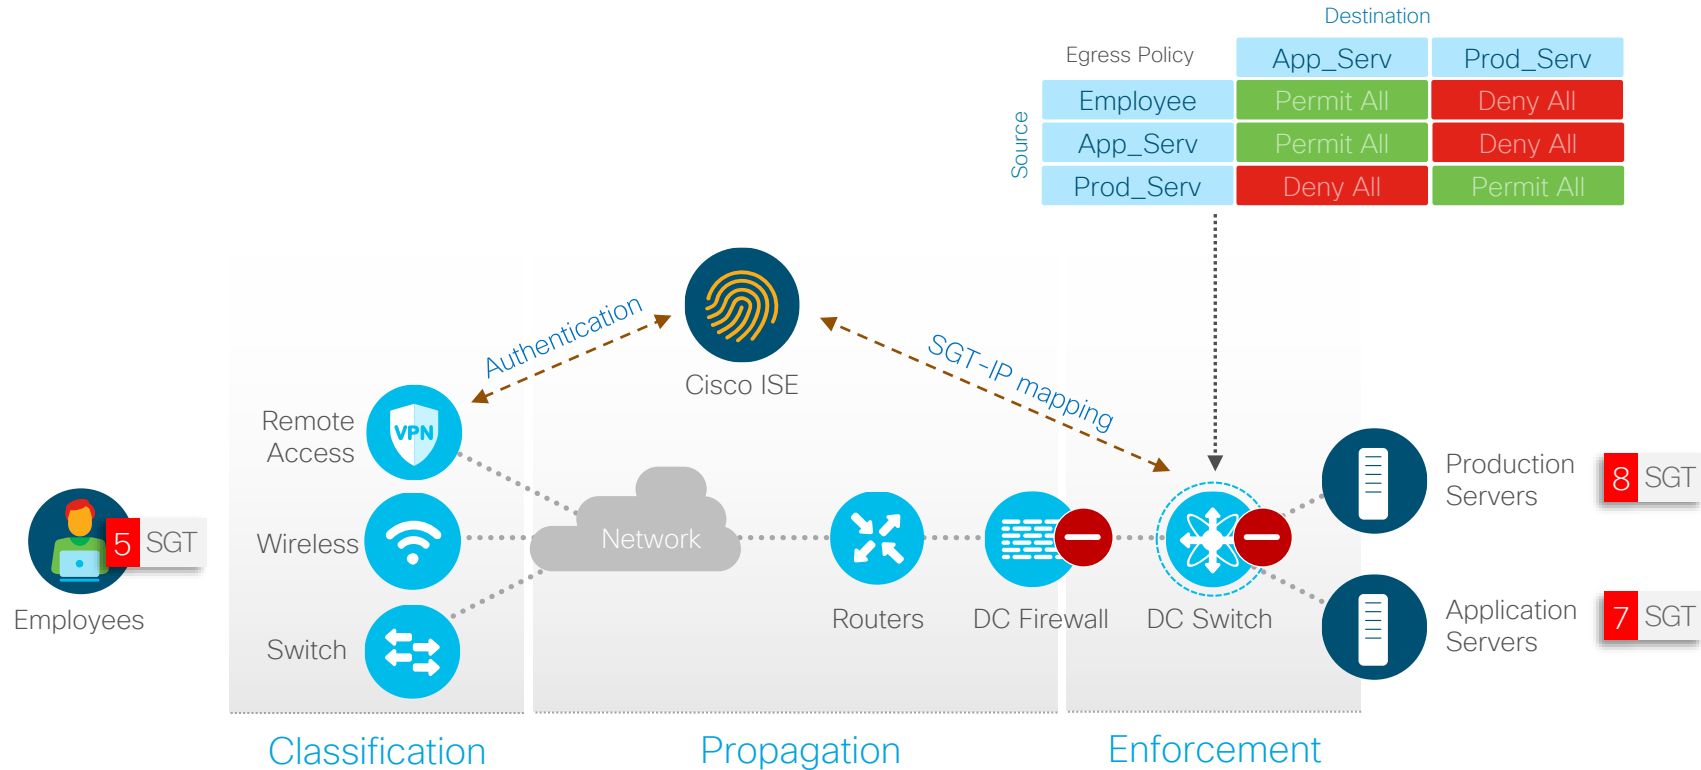 Destination
Egress Policy
App_Serv
Prod_Serv
Source
Employee
Permit All
Deny All
App_Serv
Permit All
Deny All
Prod_Serv
Deny All
Permit All
Authentication
Cisco ISE
SGT-IP mapping
Remote
Access
VPN
Production
Servers
8 SGT
5 SGT
Employees
Wireless
Network
Routers
DC Firewall
DC Switch
Application
Servers
7 SGT
Switch
Classification
Propagation
Enforcement